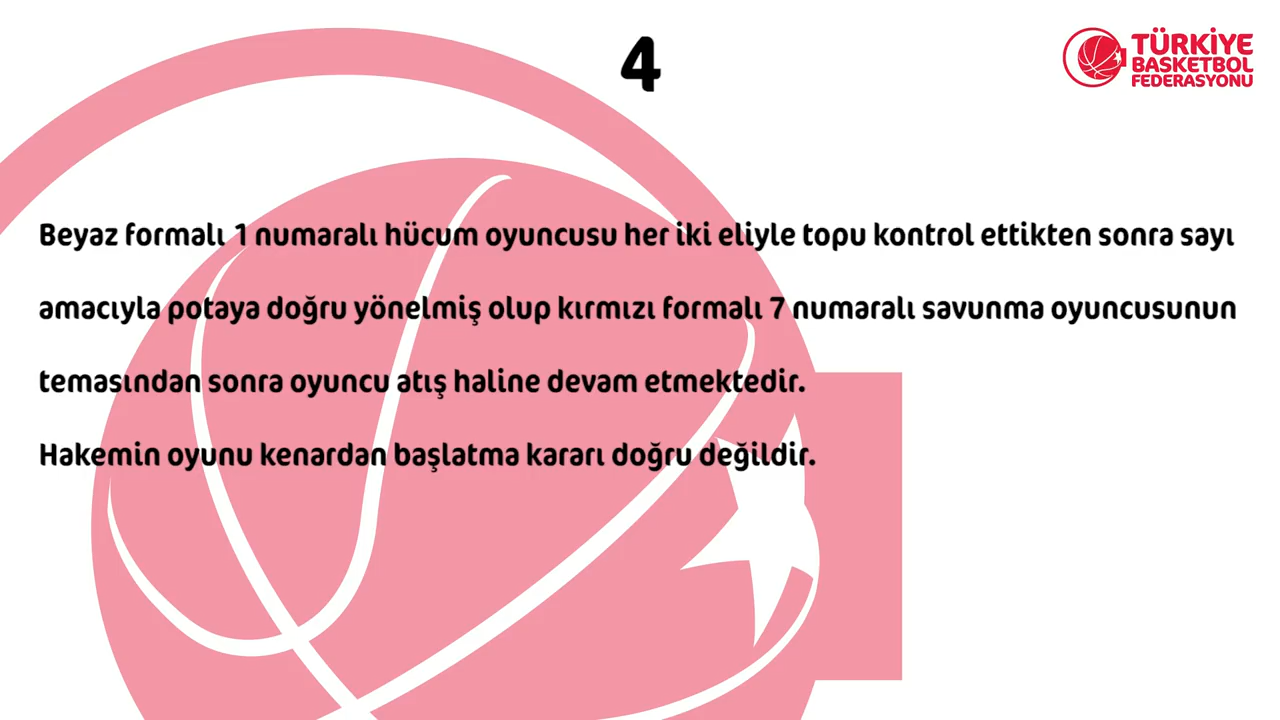 4
TÜRKİYE
BASKETBOL
FEDERASYONU
Beyaz formalı 1 numaralı hücum oyuncusu her iki eliyle topu kontrol ettikten sonra sayı
amacıyla potaya doğru yönelmiş olup kırmızı formalı 7 numaralı savunma oyuncusunun
temasından sonra oyuncu atış haline devam etmektedir.
Hakemin oyunu kenardan başlatma kararı doğru değildir.